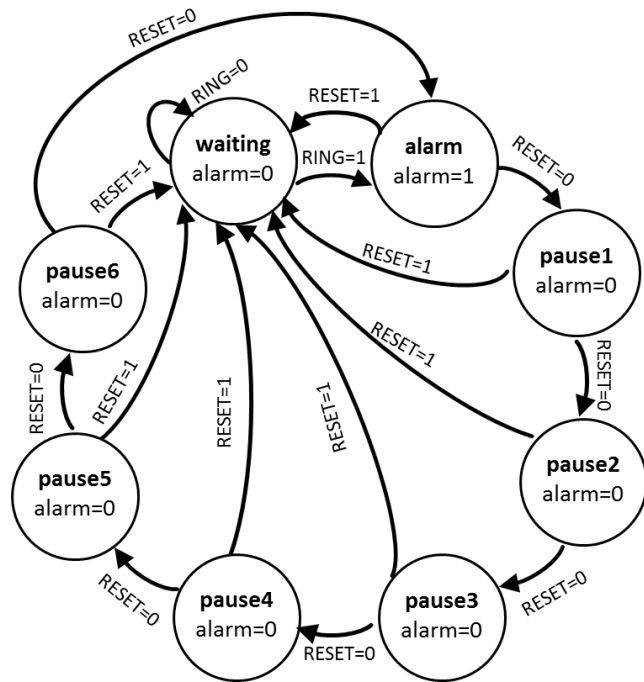 RESET=0
RING=0
waiting
alarm=0
RESET=1
RING=1
alarm
alarm=1
RESET=0
RESET=1
pause6
alarm=0
pause1
alarm=0
RESET=1
RESET=0
RESET=1
RESET=0
RESET=1
RESET=1
RESET=1
pause5
alarm=0
pause2
alarm=0
RESET=0
RESET=0
pause4
alarm=0
RESET=0
pause3
alarm=0